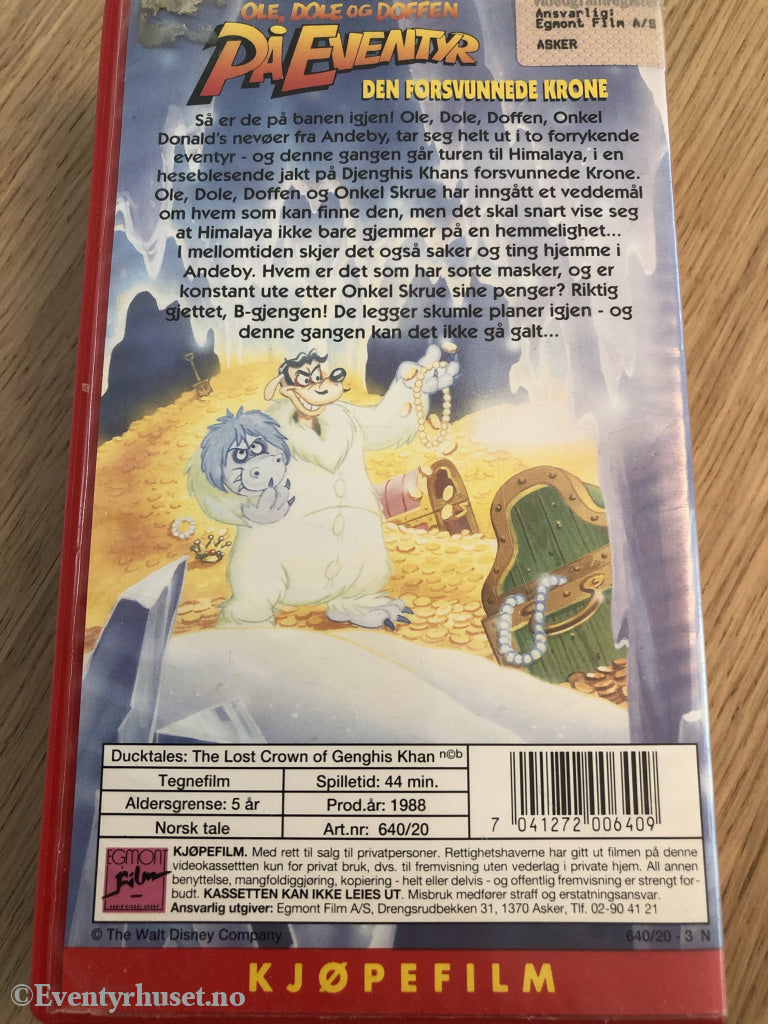 OLE, DOLE OG DOFFEN
PÅ EVENTYR
DEN FORSVUNNEDE KRONE
Videogramregister
Ansvarlig:
Egmont Film A/S
ASKER
Så er de på banen igjen! Ole, Dole, Doffen, Onkel
Donald's nevøer fra Andeby, tar seg helt ut i to forrykende
eventyr - og denne gangen går turen til Himalaya, i en
heseblesende jakt på Djenghis Khans forsvunnede Krone.
Ole, Dole, Doffen og Onkel Skrue har inngått et veddemål
om hvem som kan finne den, men det skal snart vise seg
at Himalaya ikke bare gjemmer på en hemmelighet...
I mellomtiden skjer det også saker og ting hjemme i
Andeby. Hvem er det som har sorte masker, og er
konstant ute etter Onkel Skrue sine penger? Riktig
gjettet, B-gjengen! De legger skumle planer igjen - og
denne gangen kan det ikke gå galt...
Ducktales: The Lost Crown of Genghis Khan n©b
Tegnefilm Spilletid: 44 min.
Aldersgrense: 5 år Prod.år: 1988
Norsk tale Art.nr: 640/20
7 041272 006409
EGMONT
Film
KJØPEFILM. Med rett til salg til privatpersoner. Rettighetshaverne har gitt ut filmen på denne
videokassetten kun for privat bruk, dvs. til fremvisning uten vederlag i private hjem. All annen
benyttelse, mangfoldiggjøring, kopiering - helt eller delvis - og offentlig fremvisning er strengt for-
budt. KASSETTEN KAN IKKE LEIES UT. Misbruk medfører straff og erstatningsansvar.
Ansvarlig utgiver: Egmont Film A/S, Drengsrudbekken 31, 1370 Asker, Tlf. 02-90 41 21
© The Walt Disney Company 640/20 - 3 N
KJØPEFILM
©Eventyrhuset.no